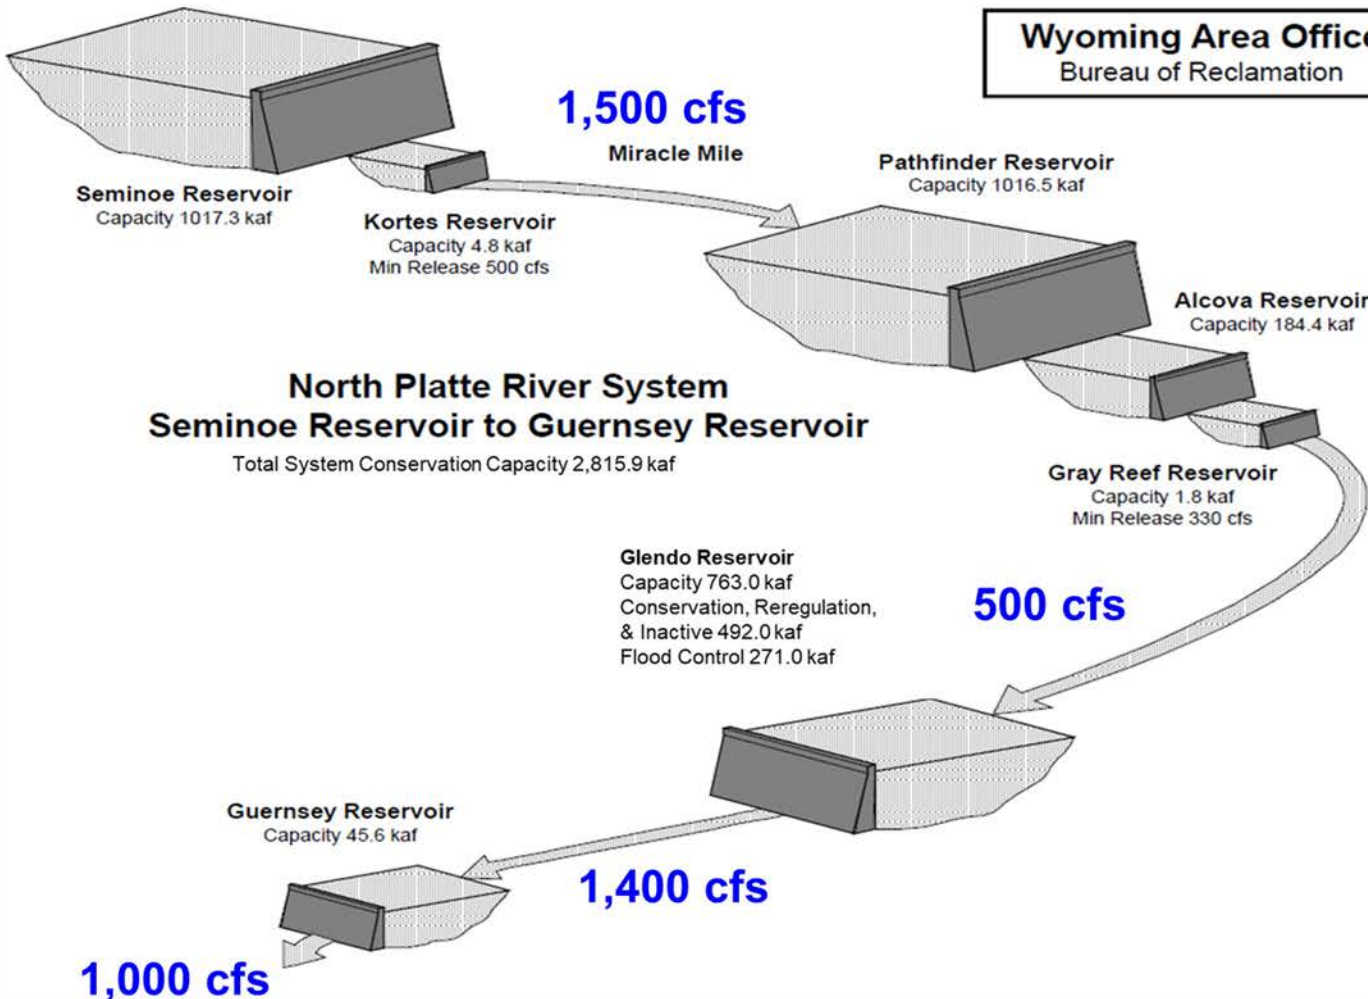 Wyoming Area Office
Bureau of Reclamation
1,500 cfs
Miracle Mile
Seminoe Reservoir
Capacity 1017.3 kaf
Kortes Reservoir
Capacity 4.8 kaf
Min Release 500 cfs
Pathfinder Reservoir
Capacity 1016.5 kaf
Alcova Reservoir
Capacity 184.4 kaf
North Platte River System
Seminoe Reservoir to Guernsey Reservoir
Total System Conservation Capacity 2,815.9 kaf
Gray Reef Reservoir
Capacity 1.8 kaf
Min Release 330 cfs
Glendo Reservoir
Capacity 763.0 kaf
Conservation, Reregulation,
& Inactive 492.0 kaf
Flood Control 271.0 kaf
500 cfs
Guernsey Reservoir
Capacity 45.6 kaf
1,400 cfs
1,000 cfs